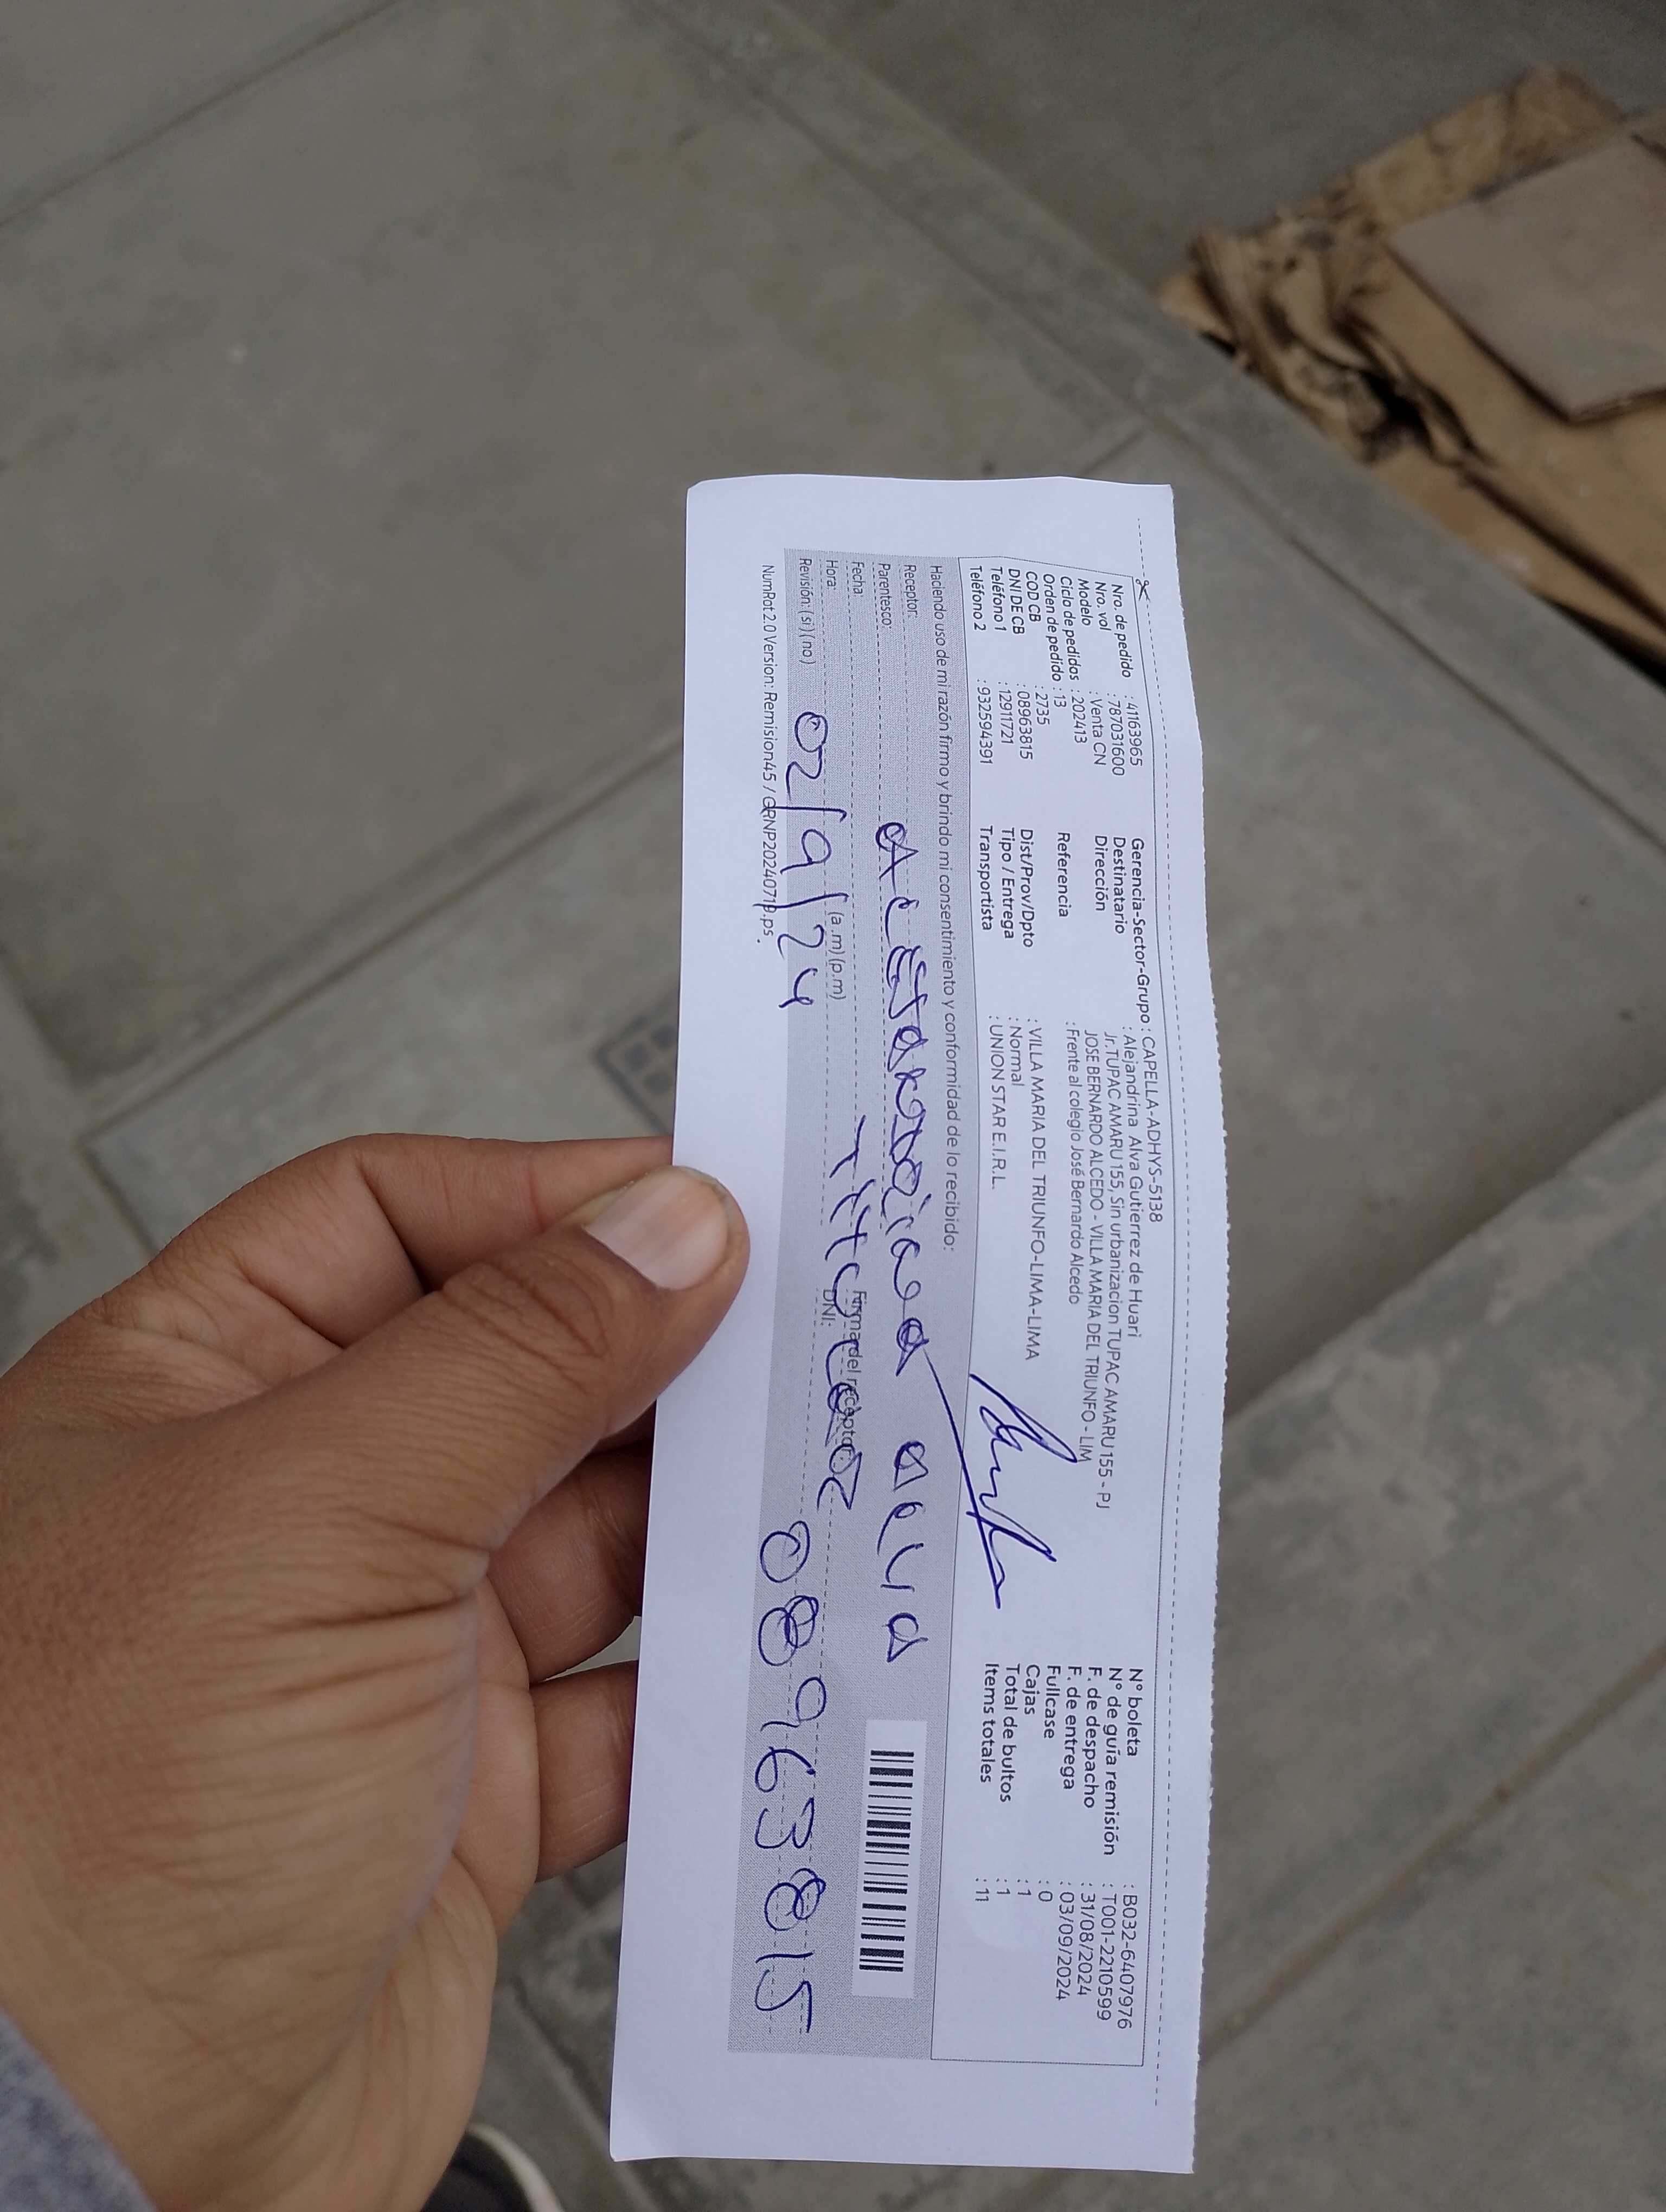 Nro. de pedido : 41163965
Nro. vol : 787031600
Modelo : Venta CN
Ciclo de pedidos : 202413
Orden de pedido : 13
COD CB : 2735
DNI DE CB : 08963815
Teléfono 1 : 12911721
Teléfono 2 : 932594391
Gerencia-Sector-Grupo : CAPELLA-ADHYS-5138
Destinatario : Alejandrina Alva Gutierrez de Huari
Dirección Jr. TUPAC AMARU 155, Sin urbanizacion TUPAC AMARU 155 - PJ
JOSE BERNARDO ALCEDO - VILLA MARIA DEL TRIUNFO - LIM
Referencia : Frente al colegio José Bernardo Alcedo
Dist/Prov/Dpto : VILLA MARIA DEL TRIUNFO-LIMA-LIMA
Tipo / Entrega : Normal
Transportista : UNION STAR E.I.R.L.
N° boleta : B032-6407976
N° de guía remisión : T001-2210599
F. de despacho : 31/08/2024
F. de entrega : 03/09/2024
Fullcase : 0
Cajas : 1
Total de bultos : 1
Items totales : 11
Haciendo uso de mi razón firmo y brindo mi consentimiento y conformidad de lo recibido:
Receptor:
Parentesco:
Fecha:
Firma del receptor:
Hora: (a.m)(p.m) DNI:
Revisión: (si)(no)
02/9/24
08963815
NumRot2.0 Version: Remision45 / GRNP20240719.ps.